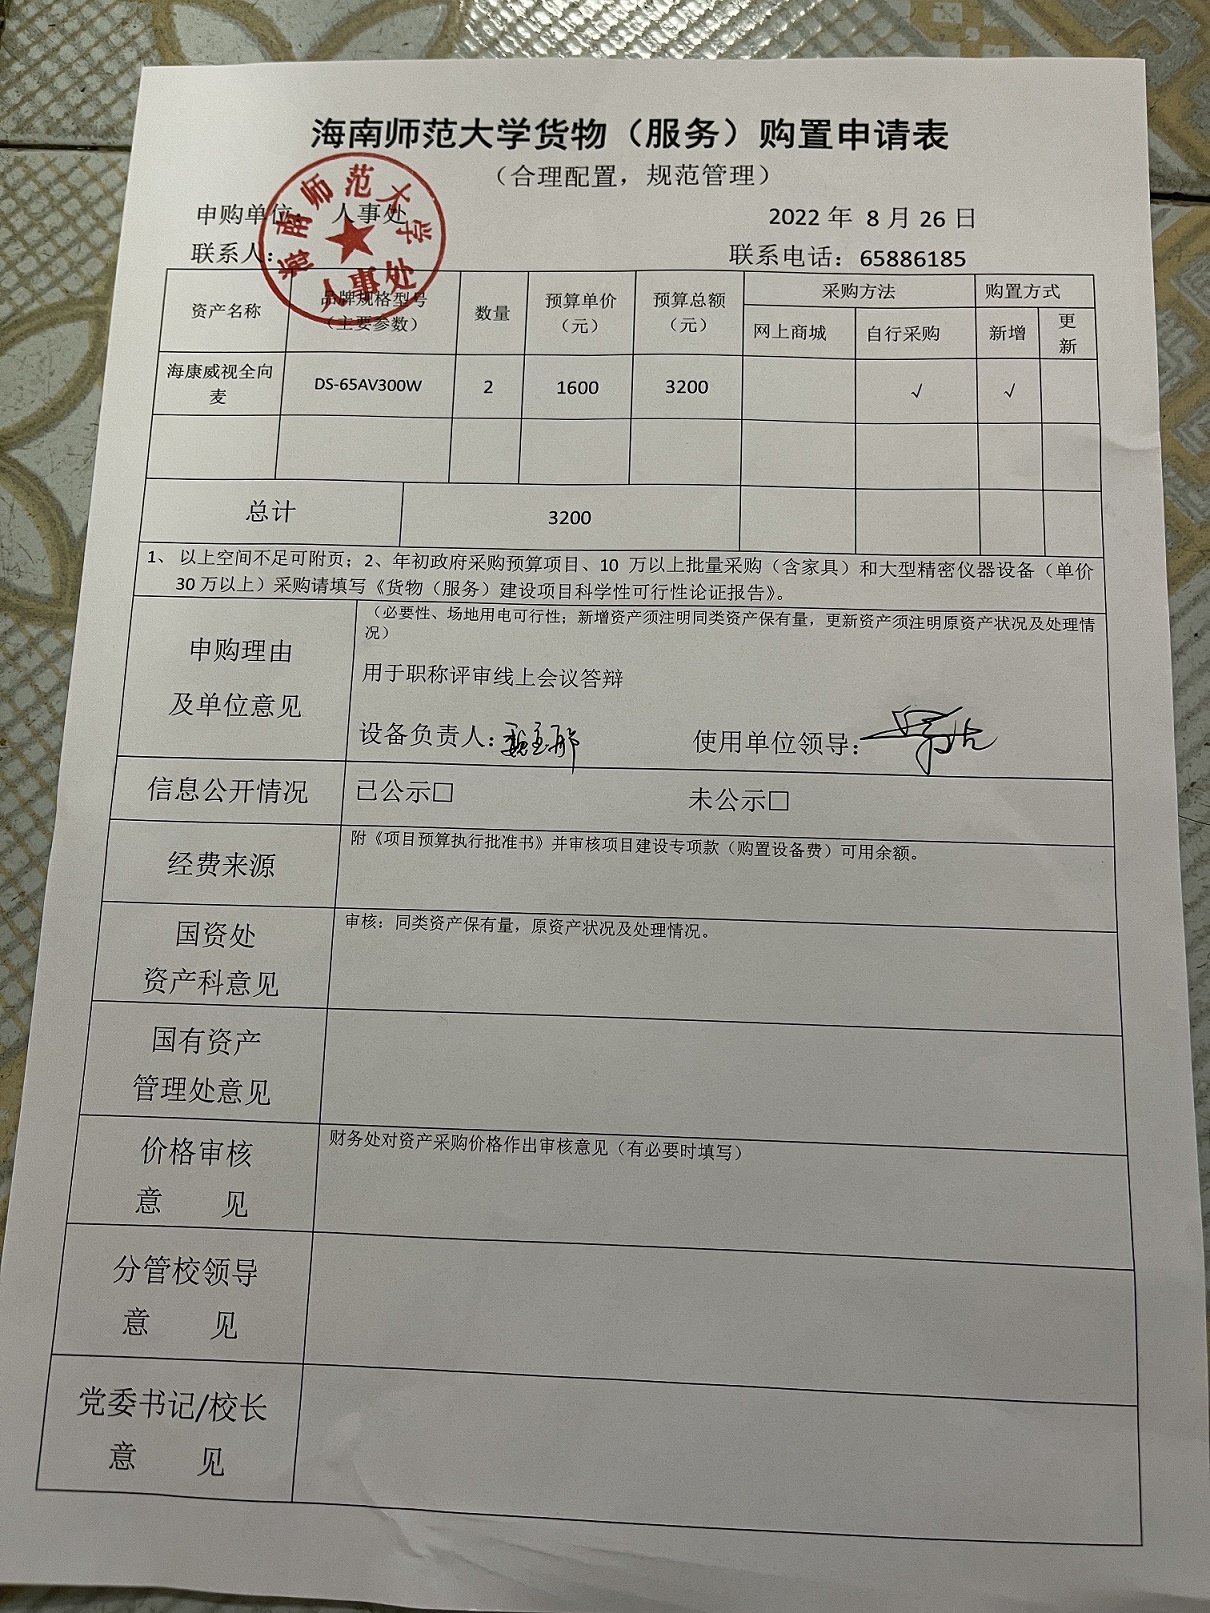 海南师范大学货物（服务）购置申请表
（合理配置，规范管理）
申购单位： 人事处
2022 年 8 月 26 日
联系人：
联系电话：65886185
海南师范大学
人事处
资产名称
品牌规格型号
（主要参数）
数量
预算单价
（元）
预算总额
（元）
采购方法
购置方式
网上商城
自行采购
新增
更
新
海康威视全向
麦
DS-65AV300W
2
1600
3200
√
√
总计
3200
1、 以上空间不足可附页；2、年初政府采购预算项目、10 万以上批量采购（含家具）和大型精密仪器设备（单价
30 万以上）采购请填写《货物（服务）建设项目科学性可行性论证报告》。
申购理由
及单位意见
（必要性、场地用电可行性；新增资产须注明同类资产保有量，更新资产须注明原资产状况及处理情
况）
用于职称评审线上会议答辩
设备负责人：
使用单位领导：
信息公开情况
已公示□
未公示□
经费来源
附《项目预算执行批准书》并审核项目建设专项款（购置设备费）可用余额。
国资处
资产科意见
审核：同类资产保有量，原资产状况及处理情况。
国有资产
管理处意见
价格审核
意 见
财务处对资产采购价格作出审核意见（有必要时填写）
分管校领导
意 见
党委书记/校长
意 见